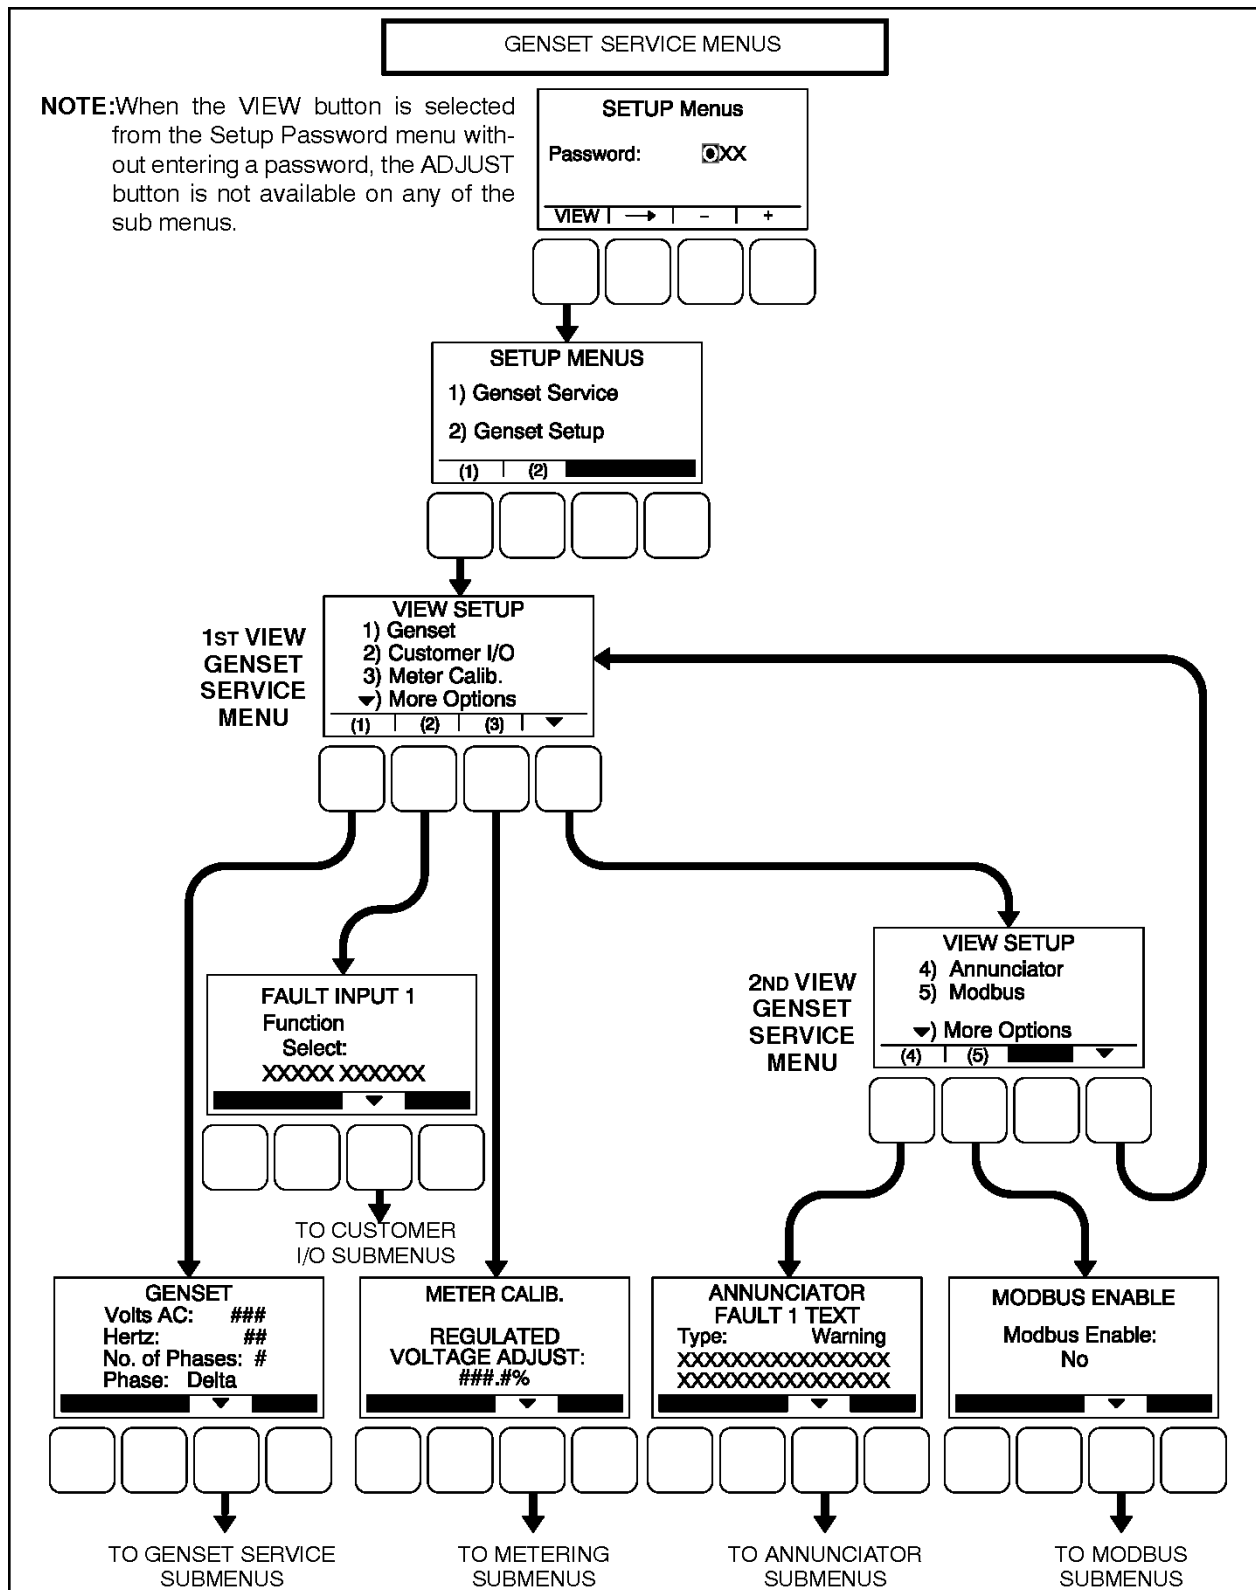 GENSET SERVICE MENUS
NOTE:When the VIEW button is selected
from the Setup Password menu with-
out entering a password, the ADJUST
button is not available on any of the
sub menus.
SETUP Menus
Password: XX
VIEW | → | - | +
SETUP MENUS
1) Genset Service
2) Genset Setup
(1) | (2)
1ST VIEW
GENSET
SERVICE
MENU
VIEW SETUP
1) Genset
2) Customer I/O
3) Meter Calib.
▼) More Options
(1) | (2) | (3) | ▼
FAULT INPUT 1
Function
Select:
XXXXX XXXXXX
▼
TO CUSTOMER
I/O SUBMENUS
2ND VIEW
GENSET
SERVICE
MENU
VIEW SETUP
4) Annunciator
5) Modbus
▼) More Options
(4) | (5) ▼
GENSET
Volts AC: ###
Hertz: ##
No. of Phases: #
Phase: Delta
▼
TO GENSET SERVICE
SUBMENUS
METER CALIB.
REGULATED
VOLTAGE ADJUST:
###.#%
▼
TO METERING
SUBMENUS
ANNUNCIATOR
FAULT 1 TEXT
Type: Warning
XXXXXXXXXXXXXXXX
XXXXXXXXXXXXXXXX
▼
TO ANNUNCIATOR
SUBMENUS
MODBUS ENABLE
Modbus Enable:
No
▼
TO MODBUS
SUBMENUS